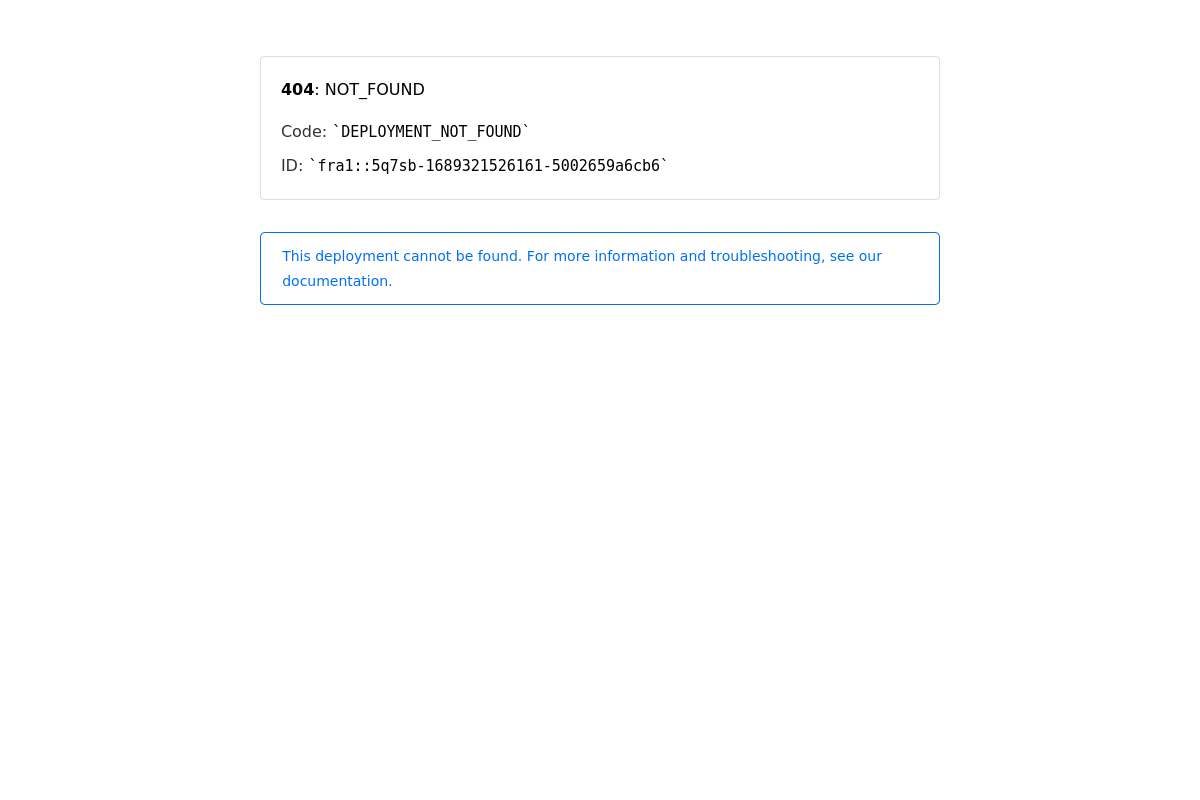 404: NOT_FOUND
Code: `DEPLOYMENT_NOT_FOUND`
ID: `fra1::5q7sb-1689321526161-5002659a6cb6`
This deployment cannot be found. For more information and troubleshooting, see our
documentation.